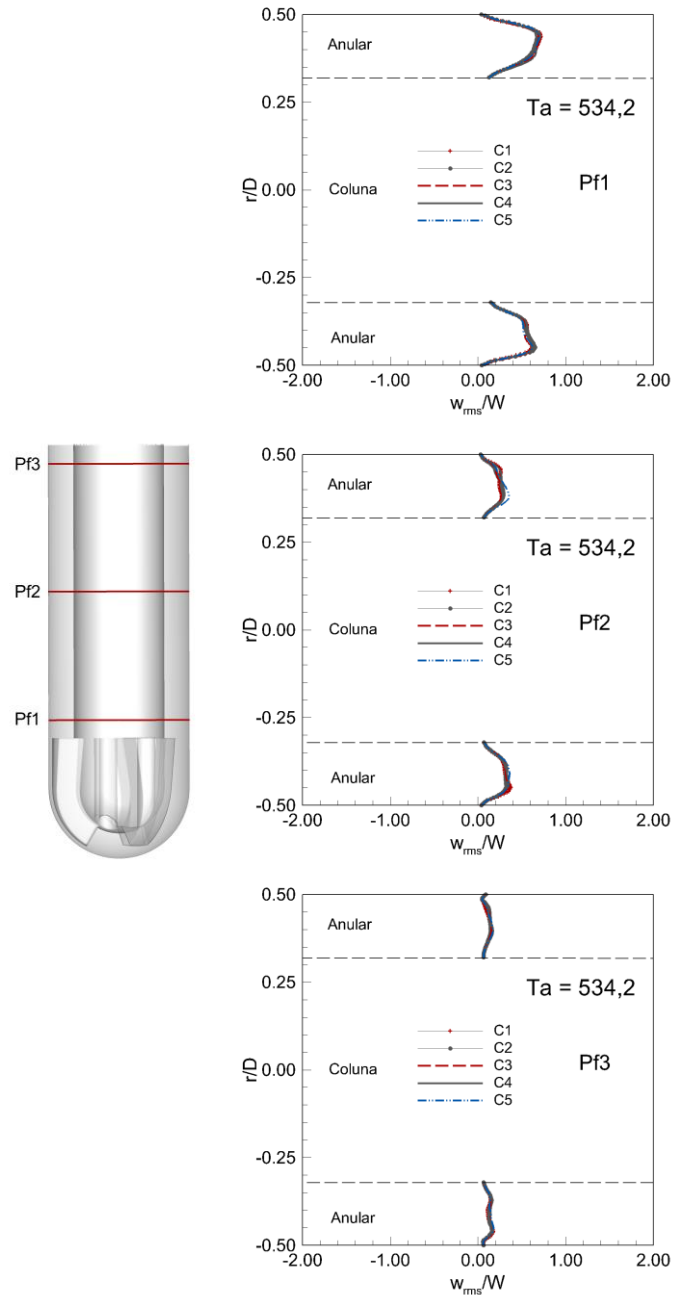 0.50
Anular
0.25
Ta = 534,2
C1
C2
C3
C4
C5
Pf1
r/D
0.00
Coluna
-0.25
Anular
-0.50
-2.00 -1.00 0.00 1.00 2.00
wrms/W
Pf3
Pf2
Pf1
0.50
Anular
0.25
Ta = 534,2
C1
C2
C3
C4
C5
Pf2
r/D
0.00
Coluna
-0.25
Anular
-0.50
-2.00 -1.00 0.00 1.00 2.00
wrms/W
0.50
Anular
0.25
Ta = 534,2
C1
C2
C3
C4
C5
Pf3
r/D
0.00
Coluna
-0.25
Anular
-0.50
-2.00 -1.00 0.00 1.00 2.00
wrms/W